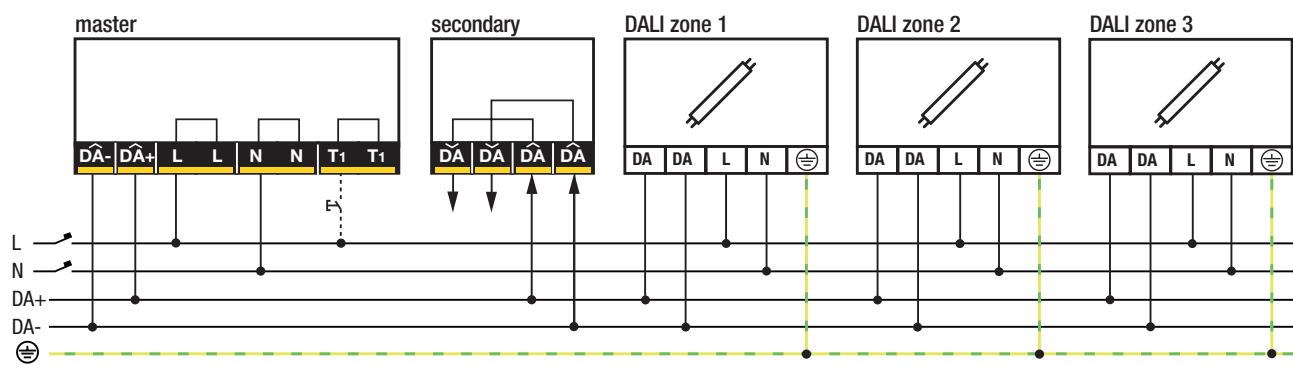 master
secondary
DALI zone 1
DALI zone 2
DALI zone 3
DA- DA+ L L N N T1 T1
DA DA DA DA
DA DA L N
DA DA L N
DA DA L N
L
N
DA+
DA-